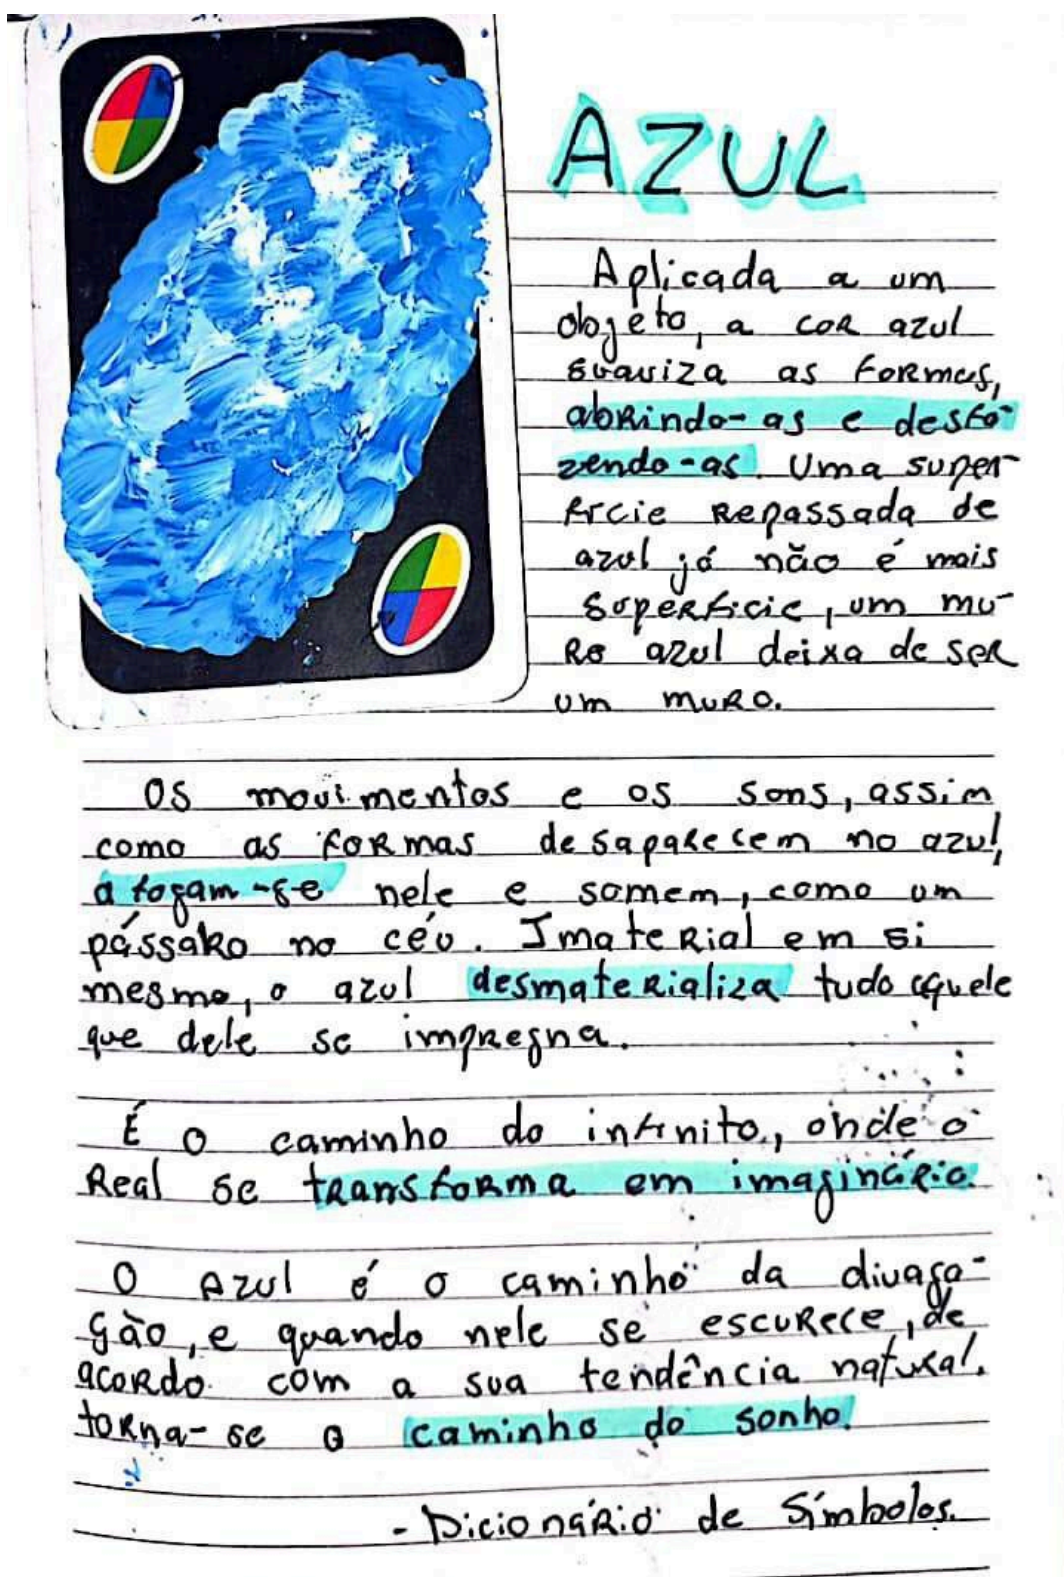 AZUL
Aplicada a um
objeto, a cor azul
suaviza as formas,
abrindo-as e desfa-
zendo-as. Uma super-
fície repassada de
azul já não é mais
superfície, um mu-
ro azul deixa de ser
um muro.
Os movimentos e os sons, assim
como as formas desaparecem no azul,
afogam-se nele e somem, como um
pássaro no céu. Imaterial em si
mesmo, o azul desmaterializa tudo aquele
que dele se impregna.
É o caminho do infinito, onde o
Real se transforma em imaginário.
O Azul é o caminho da divaga-
ção, e quando nele se escurece, de
acordo com a sua tendência natural.
torna-se o caminho do sonho.
- Dicionário de Símbolos.